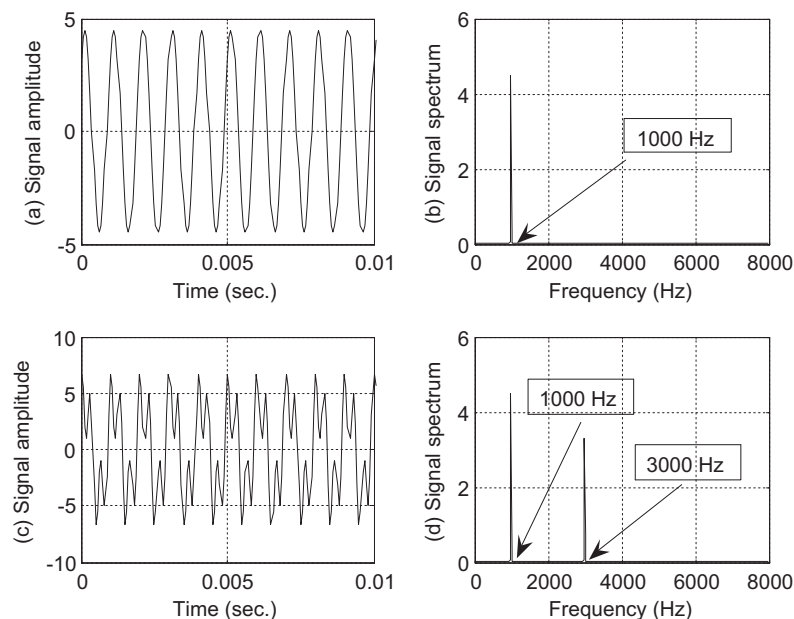 5
0
-5
0
0.005
0.01
(a) Signal amplitude
Time (sec.)
6
4
2
0
0
2000
4000
6000
8000
(b) Signal spectrum
Frequency (Hz)
1000 Hz
10
5
0
-5
-10
0
0.005
0.01
(c) Signal amplitude
Time (sec.)
6
4
2
0
0
2000
4000
6000
8000
(d) Signal spectrum
Frequency (Hz)
1000 Hz
3000 Hz